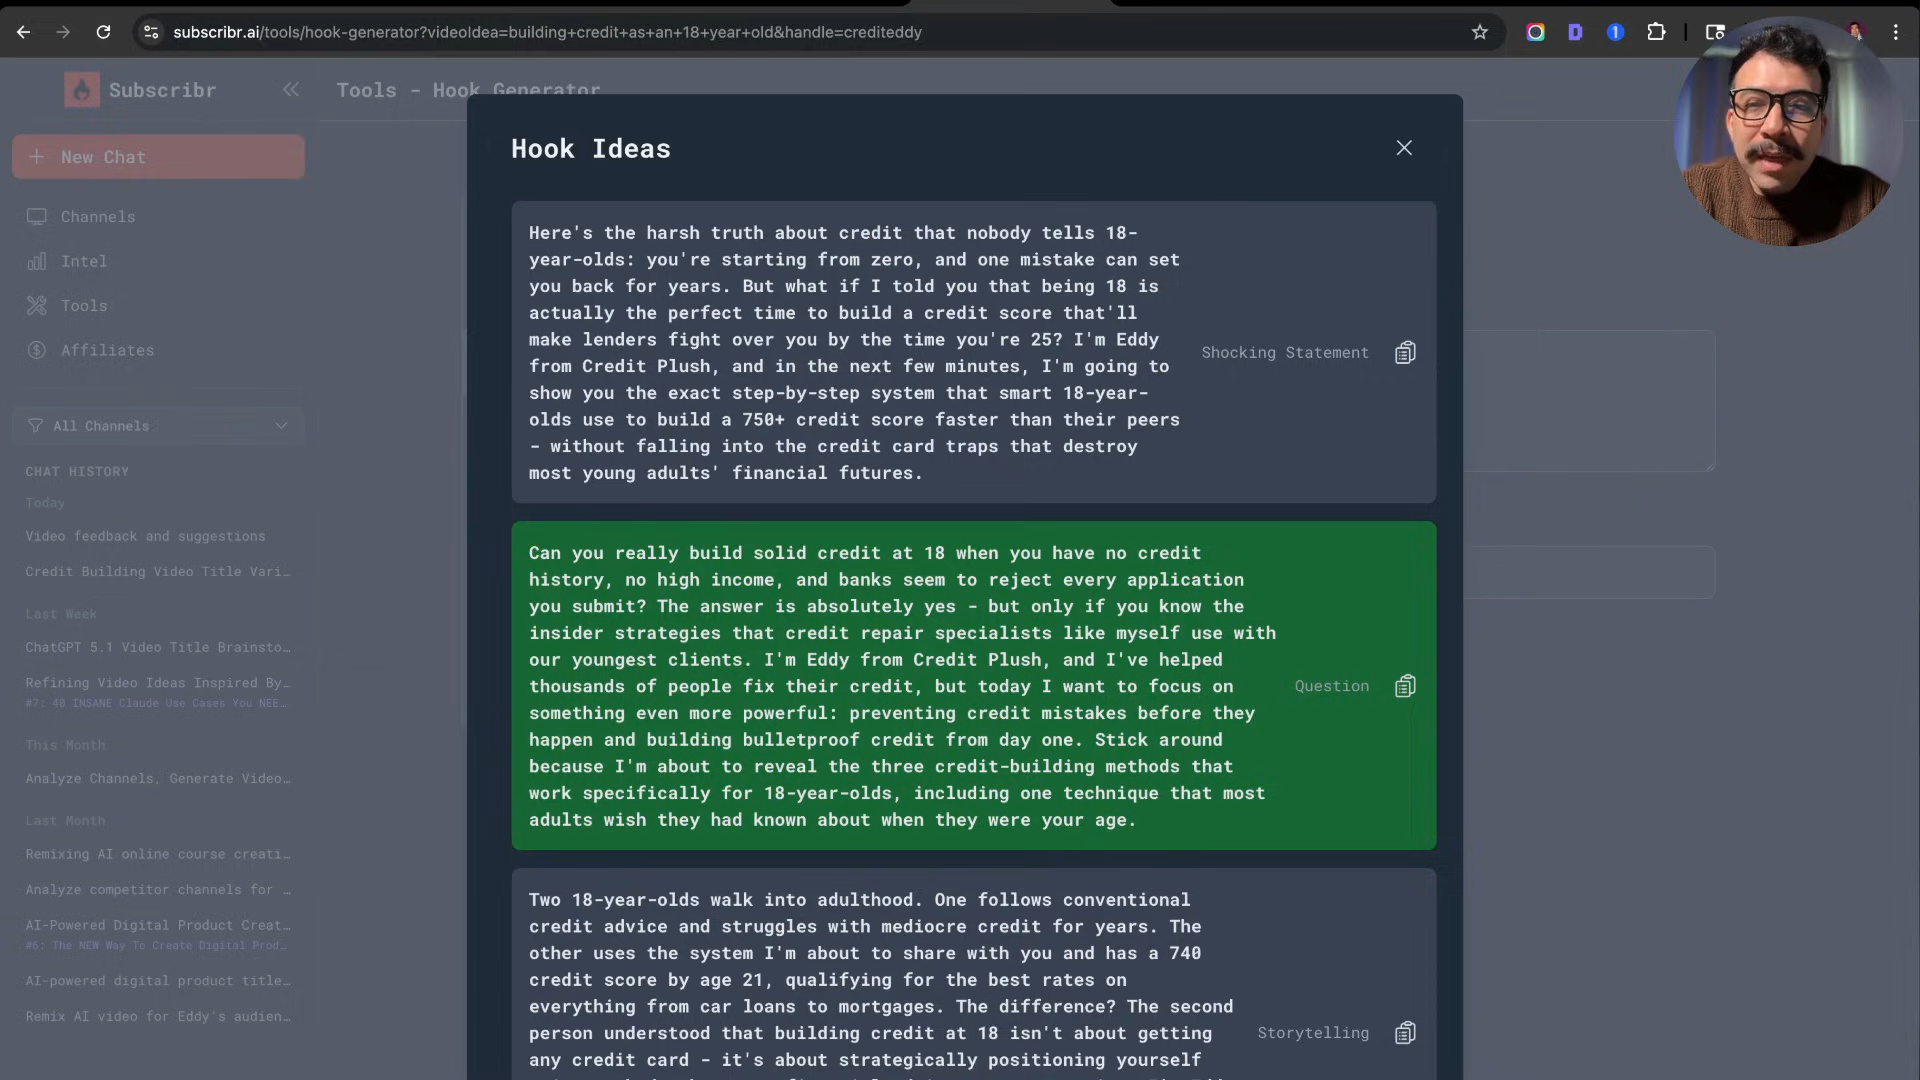 subscribr.ai/tools/hook-generator?videoIdea=building+credit+as+an+18+year+old&handle=crediteddy
Subscribr
Tools - Hook Generator
New Chat
Channels
Intel
Tools
Affiliates
All Channels
CHAT HISTORY
Today
Video feedback and suggestions
Credit Building Video Title Vari…
Last Week
ChatGPT 5.1 Video Title Brainsto…
Refining Video Ideas Inspired By…
#7: 40 INSANE Claude Use Cases You NEE…
This Month
Analyze Channels, Generate Video…
Last Month
Remixing AI online course creati…
Analyze competitor channels for …
AI-Powered Digital Product Creat…
#6: The NEW Way To Create Digital Prod…
AI-powered digital product title…
Remix AI video for Eddy's audien…
Hook Ideas
Here's the harsh truth about credit that nobody tells 18-
year-olds: you're starting from zero, and one mistake can set
you back for years. But what if I told you that being 18 is
actually the perfect time to build a credit score that'll
make lenders fight over you by the time you're 25? I'm Eddy
from Credit Plush, and in the next few minutes, I'm going to
show you the exact step-by-step system that smart 18-year-
olds use to build a 750+ credit score faster than their peers
- without falling into the credit card traps that destroy
most young adults' financial futures.
Shocking Statement
Can you really build solid credit at 18 when you have no credit
history, no high income, and banks seem to reject every application
you submit? The answer is absolutely yes - but only if you know the
insider strategies that credit repair specialists like myself use with
our youngest clients. I'm Eddy from Credit Plush, and I've helped
thousands of people fix their credit, but today I want to focus on
something even more powerful: preventing credit mistakes before they
happen and building bulletproof credit from day one. Stick around
because I'm about to reveal the three credit-building methods that
work specifically for 18-year-olds, including one technique that most
adults wish they had known about when they were your age.
Question
Two 18-year-olds walk into adulthood. One follows conventional
credit advice and struggles with mediocre credit for years. The
other uses the system I'm about to share with you and has a 740
credit score by age 21, qualifying for the best rates on
everything from car loans to mortgages. The difference? The second
person understood that building credit at 18 isn't about getting
any credit card - it's about strategically positioning yourself
Storytelling